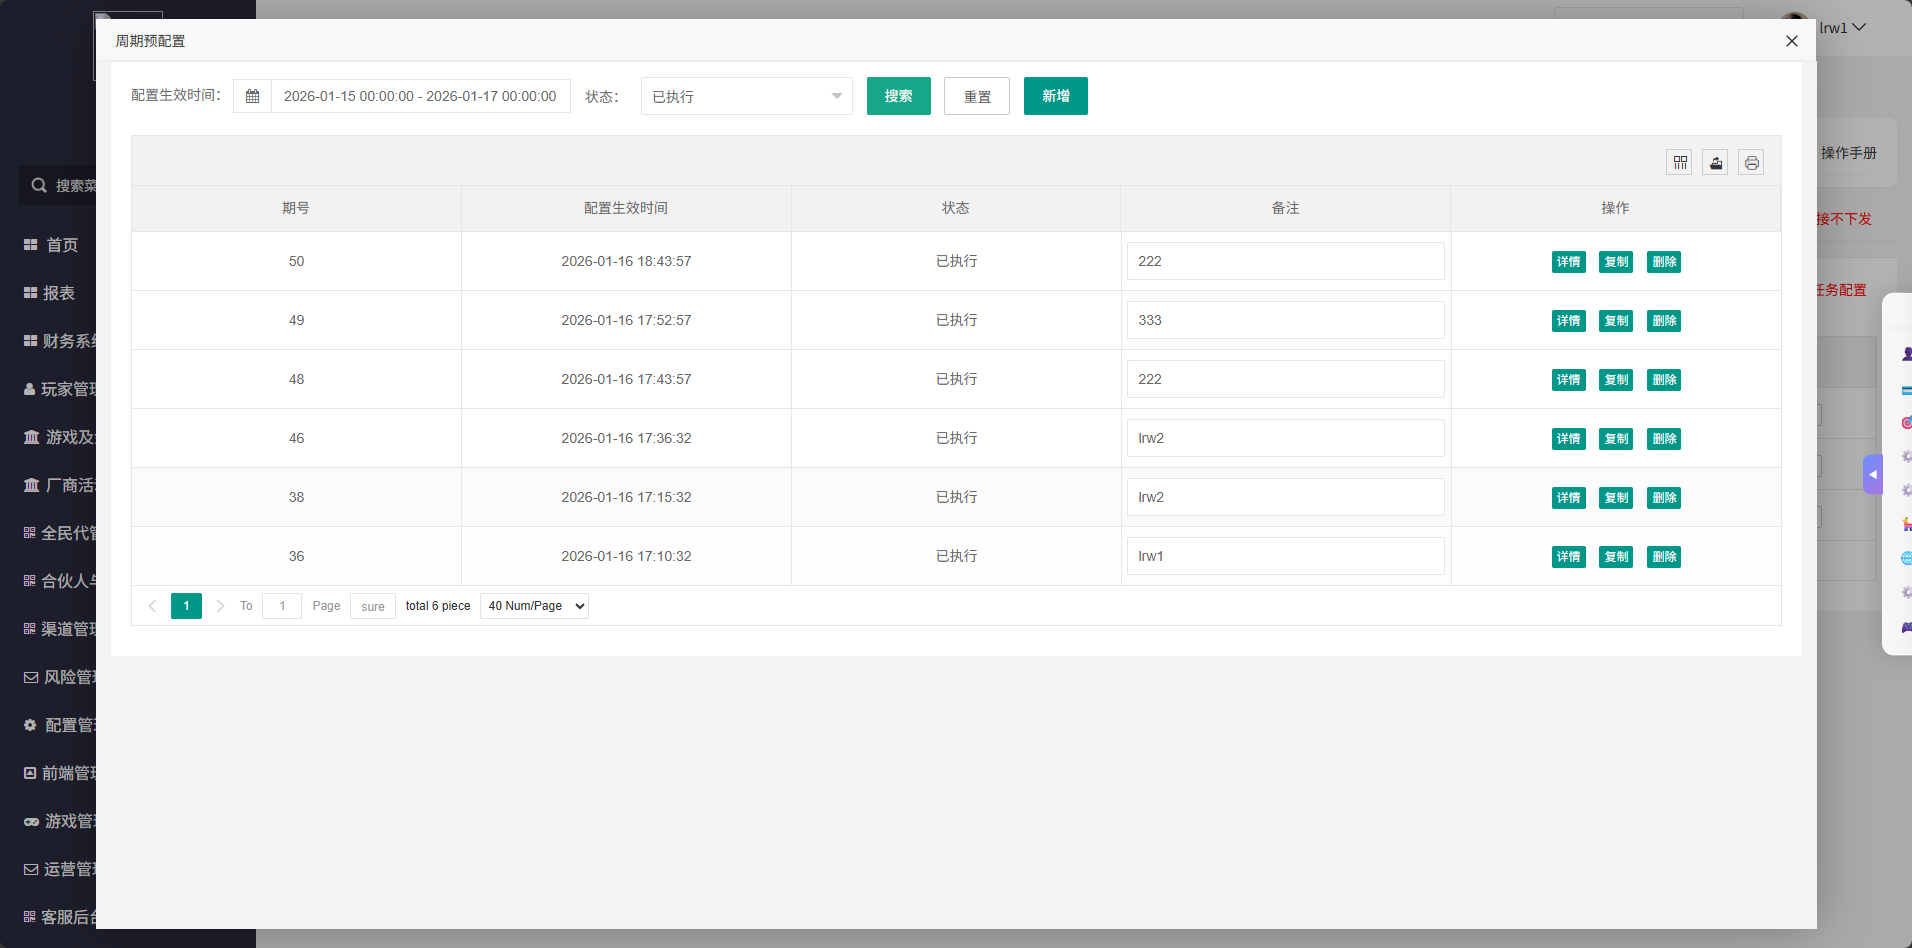 周期预配置
lrw1
配置生效时间：
2026-01-15 00:00:00 - 2026-01-17 00:00:00
状态：
已执行
搜索
重置
新增
操作手册
搜索菜
接不下发
期号 配置生效时间 状态 备注 操作
首页
50 2026-01-16 18:43:57 已执行 222 详情 复制 删除
报表
任务配置
49 2026-01-16 17:52:57 已执行 333 详情 复制 删除
财务系统
48 2026-01-16 17:43:57 已执行 222 详情 复制 删除
玩家管理
46 2026-01-16 17:36:32 已执行 lrw2 详情 复制 删除
游戏及
38 2026-01-16 17:15:32 已执行 lrw2 详情 复制 删除
厂商活
全民代管
36 2026-01-16 17:10:32 已执行 lrw1 详情 复制 删除
合伙人与
1 To 1 Page sure total 6 piece 40 Num/Page
渠道管理
风险管理
配置管理
前端管理
游戏管理
运营管理
客服后台